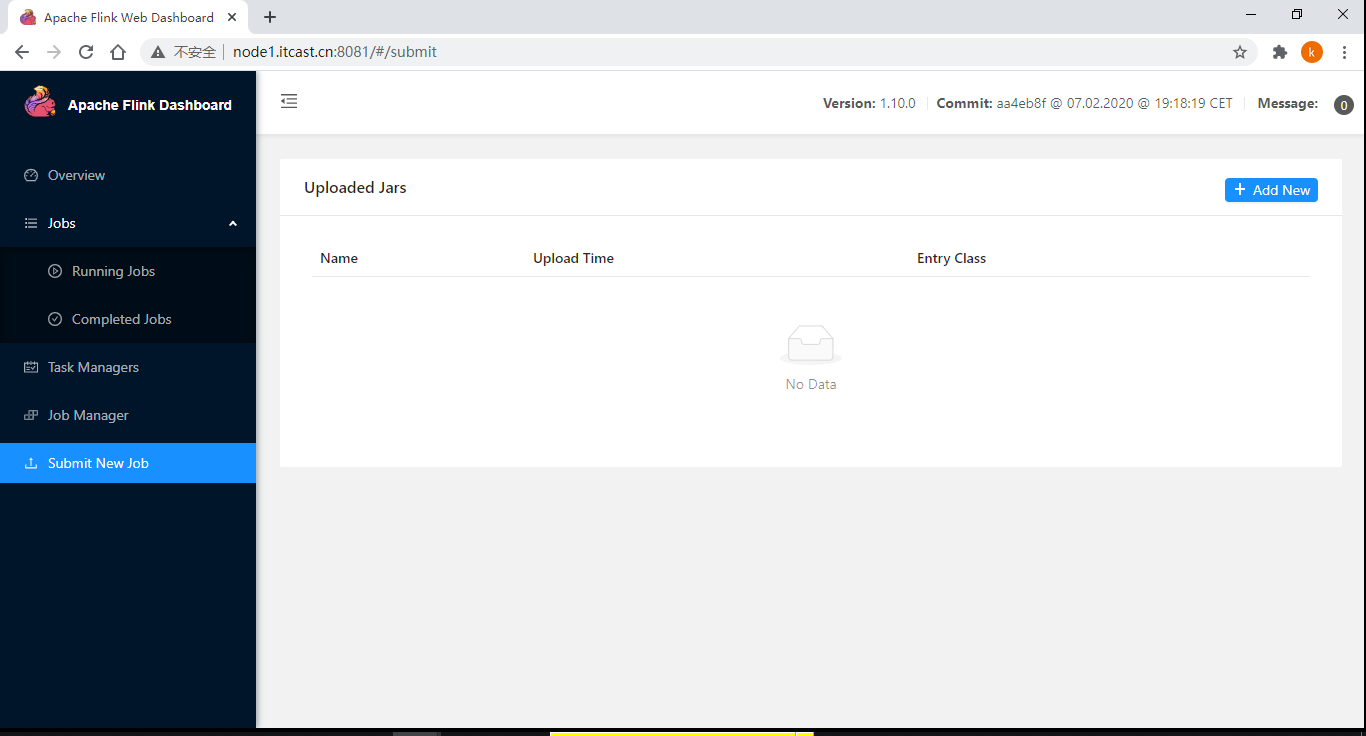 Apache Flink Web Dashboard
不安全 node1.itcast.cn:8081/#/submit
k
Apache Flink Dashboard
Version: 1.10.0 Commit: aa4eb8f @ 07.02.2020 @ 19:18:19 CET Message: 0
Overview
Jobs
Running Jobs
Completed Jobs
Task Managers
Job Manager
Submit New Job
Uploaded Jars
Add New
Name Upload Time Entry Class
No Data